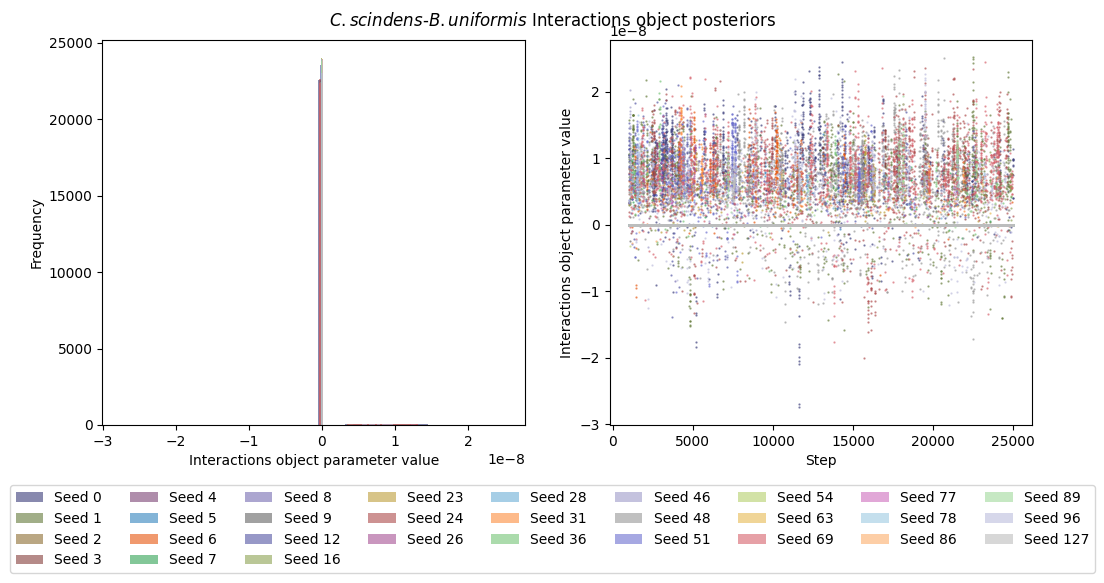 C. scindens-B. uniformis Interactions object posteriors
25000
20000
15000
10000
5000
0
Frequency
−3 −2 −1 0 1 2
1e−8
Interactions object parameter value
1e−8
2
1
0
−1
−2
−3
Interactions object parameter value
0 5000 10000 15000 20000 25000
Step
Seed 0 Seed 4 Seed 8 Seed 23 Seed 28 Seed 46 Seed 54 Seed 77 Seed 89
Seed 1 Seed 5 Seed 9 Seed 24 Seed 31 Seed 48 Seed 63 Seed 78 Seed 96
Seed 2 Seed 6 Seed 12 Seed 26 Seed 36 Seed 51 Seed 69 Seed 86 Seed 127
Seed 3 Seed 7 Seed 16